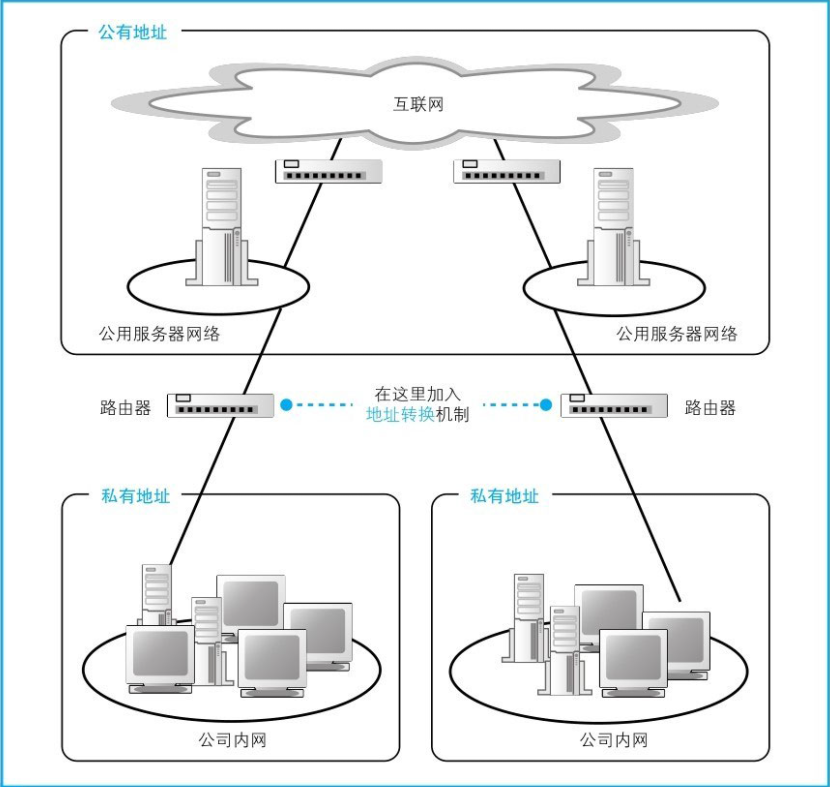 公有地址
互联网
公用服务器网络
公用服务器网络
路由器
在这里加入
地址转换机制
路由器
私有地址
私有地址
公司内网
公司内网